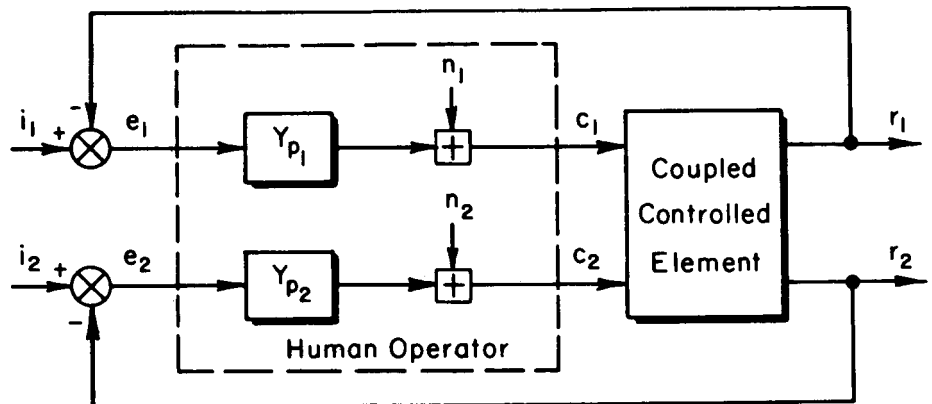 n₁
i₁ + - e₁ Yₚ₁ + c₁ r₁
Coupled
Controlled
Element
n₂
i₂ + - e₂ Yₚ₂ + c₂ r₂
Human Operator